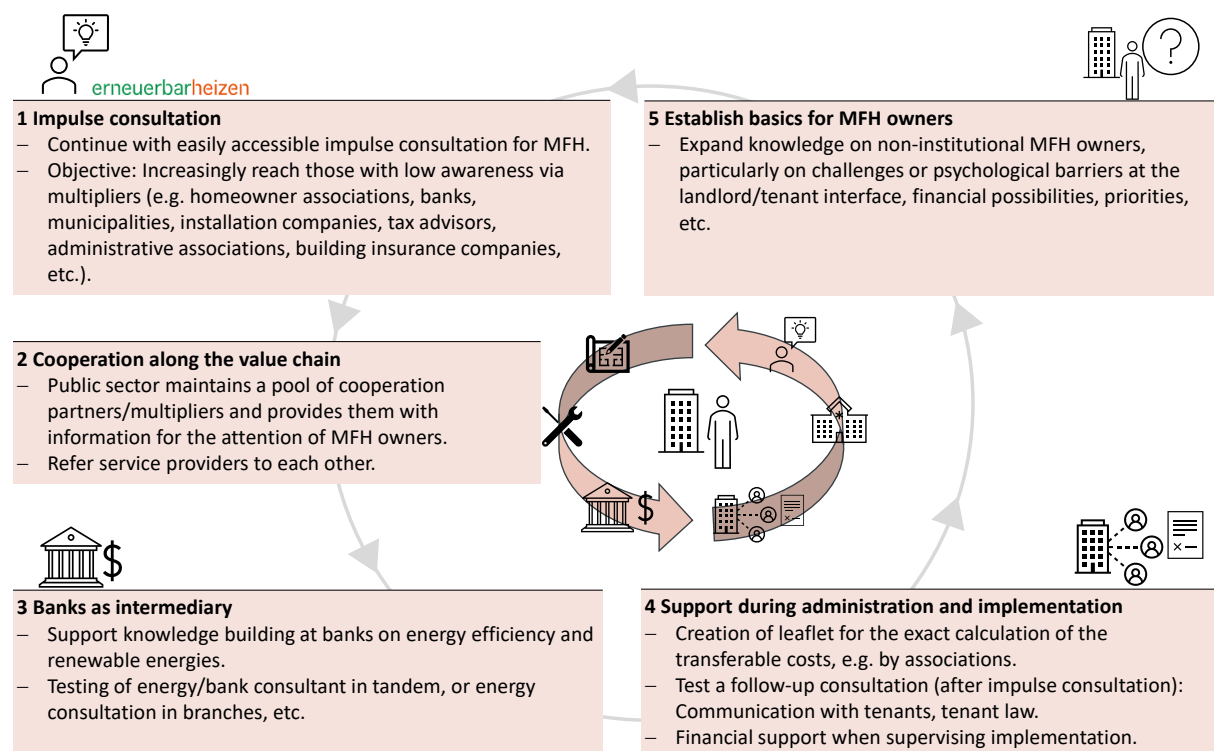 erneuerbarheizen
1 Impulse consultation
– Continue with easily accessible impulse consultation for MFH.
– Objective: Increasingly reach those with low awareness via
multipliers (e.g. homeowner associations, banks,
municipalities, installation companies, tax advisors,
administrative associations, building insurance companies,
etc.).
2 Cooperation along the value chain
– Public sector maintains a pool of cooperation
partners/multipliers and provides them with
information for the attention of MFH owners.
– Refer service providers to each other.
$
$
3 Banks as intermediary
– Support knowledge building at banks on energy efficiency and
renewable energies.
– Testing of energy/bank consultant in tandem, or energy
consultation in branches, etc.
4 Support during administration and implementation
– Creation of leaflet for the exact calculation of the
transferable costs, e.g. by associations.
– Test a follow-up consultation (after impulse consultation):
Communication with tenants, tenant law.
– Financial support when supervising implementation.
?
5 Establish basics for MFH owners
– Expand knowledge on non-institutional MFH owners,
particularly on challenges or psychological barriers at the
landlord/tenant interface, financial possibilities, priorities,
etc.